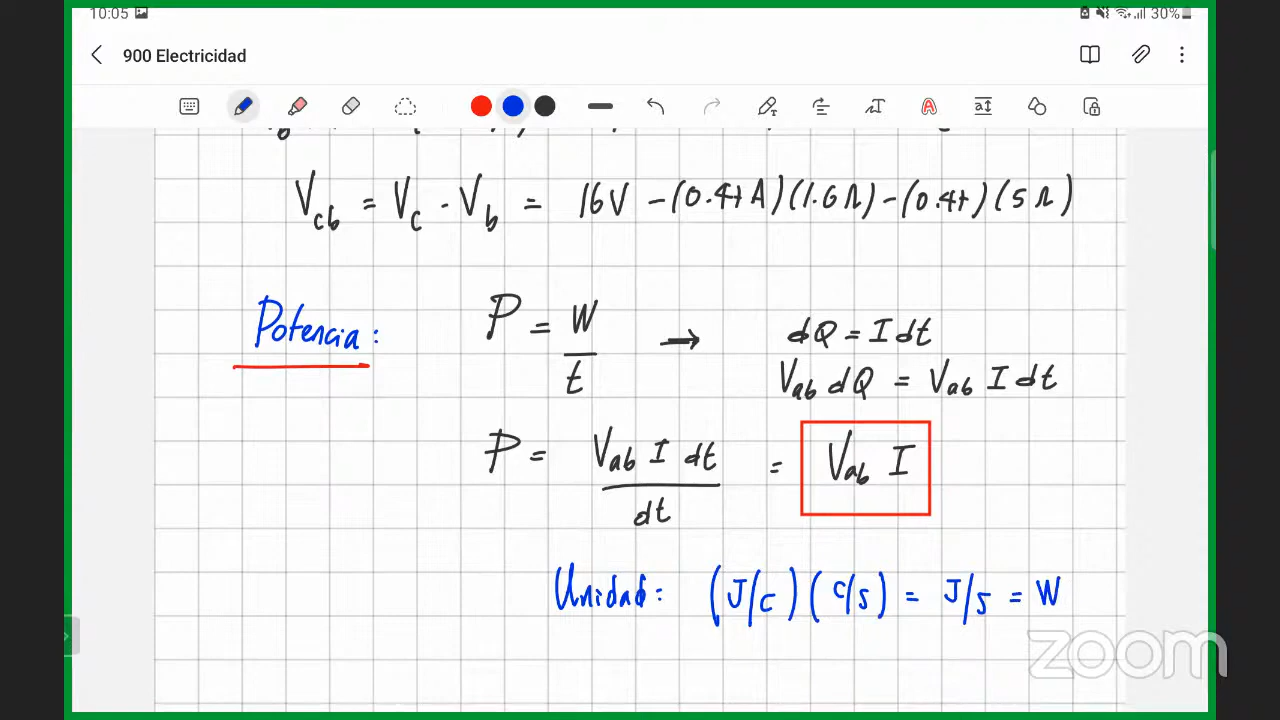 10:05 30%
900 Electricidad
V_cb = V_c - V_b = 16V - (0.47A)(1.6Ω) - (0.47)(5Ω)
Potencia: P = W/t → dQ = I dt
V_ab dQ = V_ab I dt
P = V_ab I dt / dt = V_ab I
Unidad: (J/C)(C/s) = J/s = W
zoom